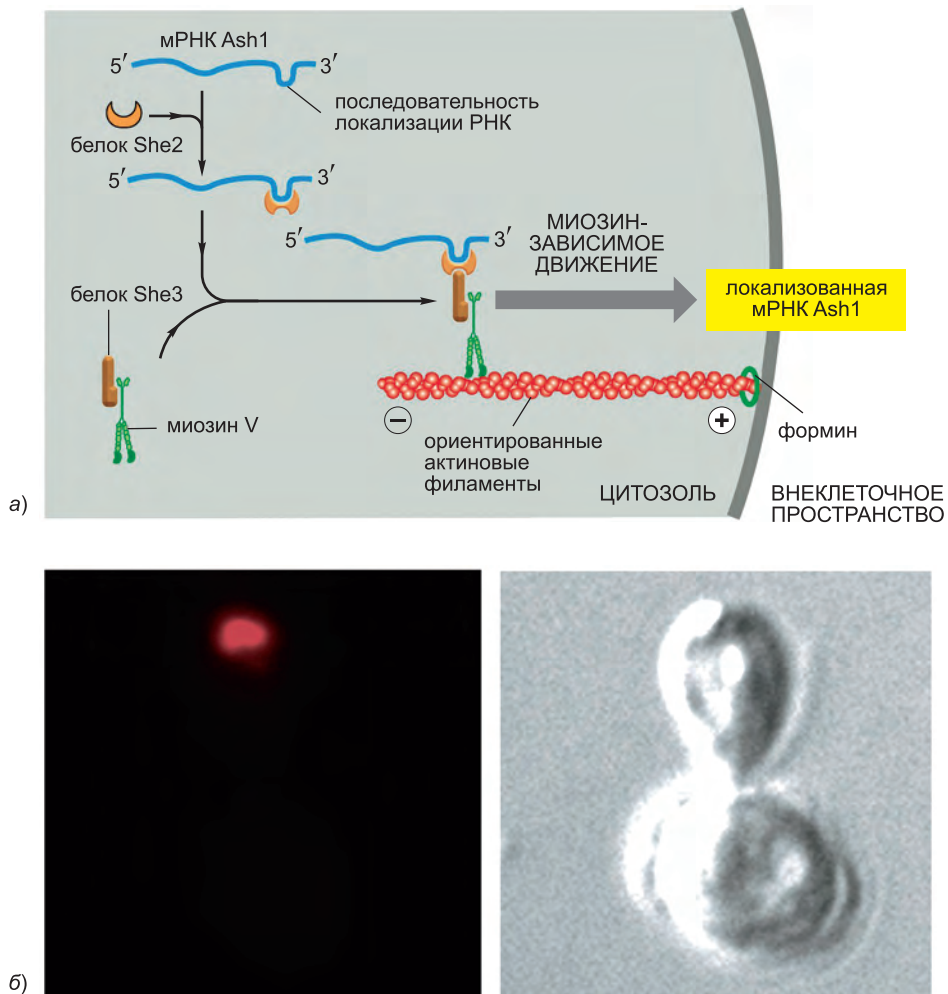 мРНК Ash1
5′
3′
последовательность
локализации РНК
белок She2
5′
3′
5′
3′
МИОЗИН-
ЗАВИСИМОЕ
ДВИЖЕНИЕ
белок She3
локализованная
мРНК Ash1
миозин V
−
+
формин
ориентированные
актиновые
филаменты
ЦИТОЗОЛЬ
ВНЕКЛЕТОЧНОЕ
ПРОСТРАНСТВО
а)
б)